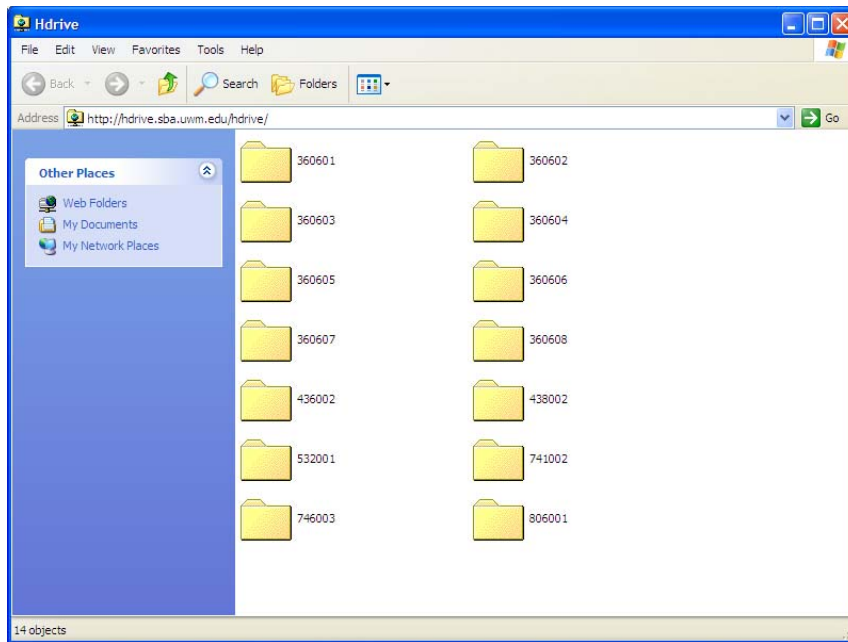 Hdrive
File Edit View Favorites Tools Help
Back Search Folders
Address http://hdrive.sba.uwm.edu/hdrive/ Go
Other Places
Web Folders
My Documents
My Network Places
360601 360602
360603 360604
360605 360606
360607 360608
436002 438002
532001 741002
746003 806001
14 objects